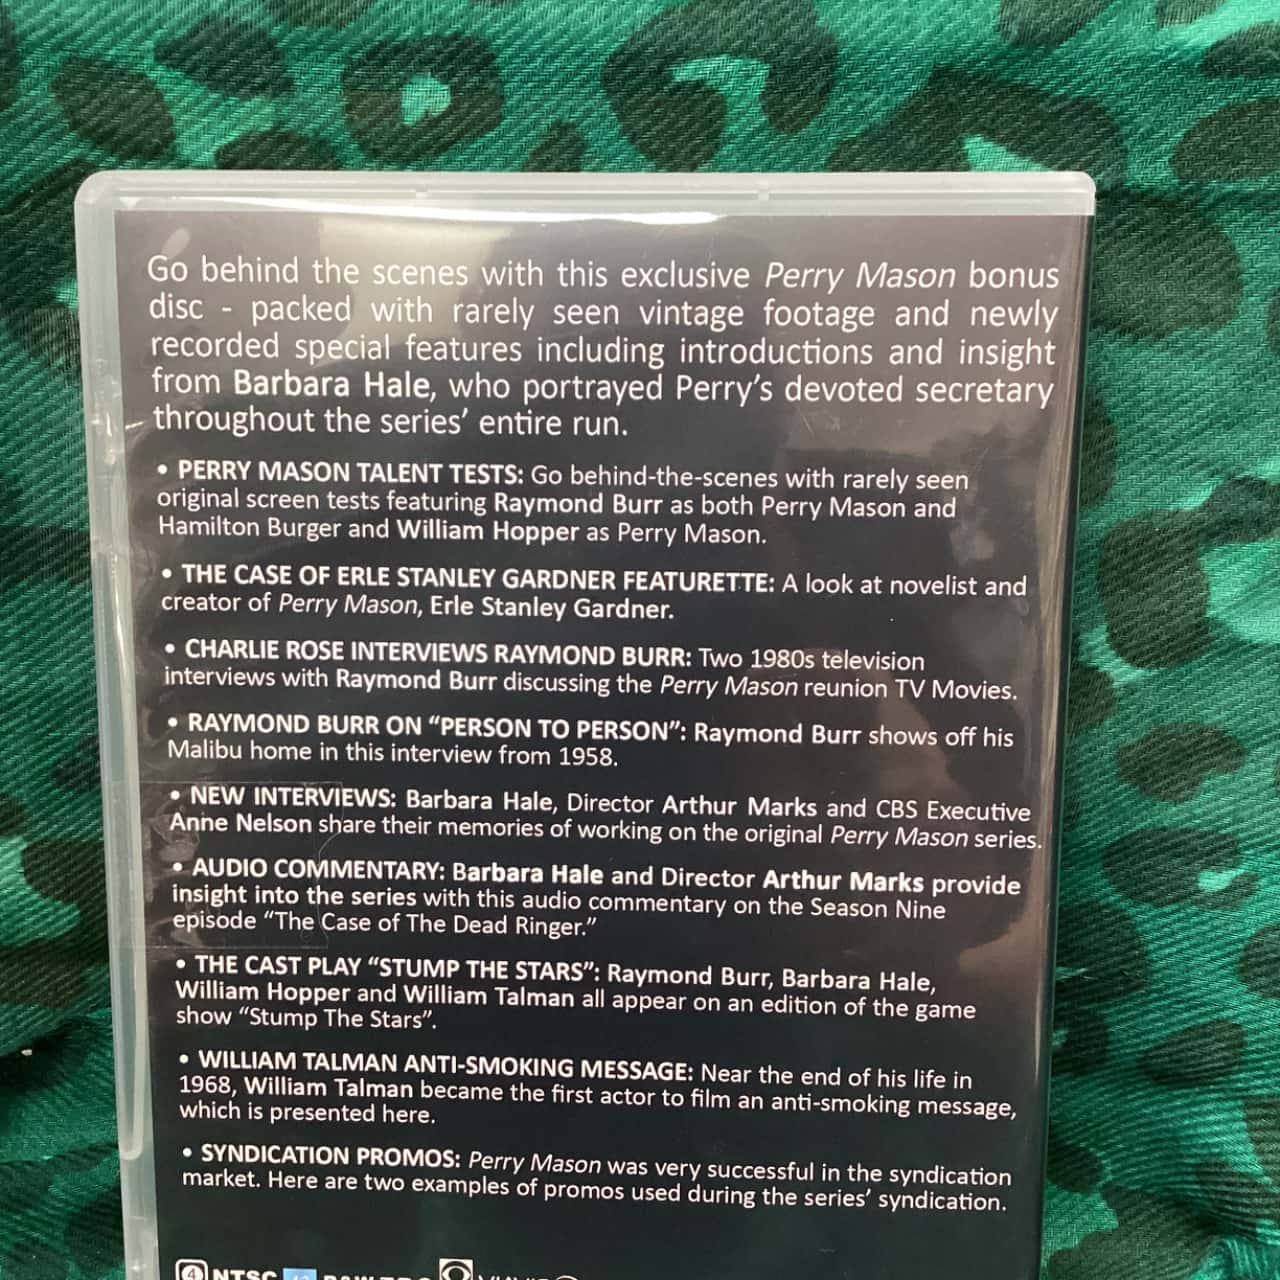 Go behind the scenes with this exclusive Perry Mason bonus
disc - packed with rarely seen vintage footage and newly
recorded special features including introductions and insight
from Barbara Hale, who portrayed Perry's devoted secretary
throughout the series' entire run.
• PERRY MASON TALENT TESTS: Go behind-the-scenes with rarely seen
original screen tests featuring Raymond Burr as both Perry Mason and
Hamilton Burger and William Hopper as Perry Mason.
• THE CASE OF ERLE STANLEY GARDNER FEATURETTE: A look at novelist and
creator of Perry Mason, Erle Stanley Gardner.
• CHARLIE ROSE INTERVIEWS RAYMOND BURR: Two 1980s television
interviews with Raymond Burr discussing the Perry Mason reunion TV Movies.
• RAYMOND BURR ON “PERSON TO PERSON”: Raymond Burr shows off his
Malibu home in this interview from 1958.
• NEW INTERVIEWS: Barbara Hale, Director Arthur Marks and CBS Executive
Anne Nelson share their memories of working on the original Perry Mason series.
• AUDIO COMMENTARY: Barbara Hale and Director Arthur Marks provide
insight into the series with this audio commentary on the Season Nine
episode “The Case of The Dead Ringer.”
• THE CAST PLAY “STUMP THE STARS”: Raymond Burr, Barbara Hale,
William Hopper and William Talman all appear on an edition of the game
show “Stump The Stars”.
• WILLIAM TALMAN ANTI-SMOKING MESSAGE: Near the end of his life in
1968, William Talman became the first actor to film an anti-smoking message,
which is presented here.
• SYNDICATION PROMOS: Perry Mason was very successful in the syndication
market. Here are two examples of promos used during the series' syndication.
4 NTSC